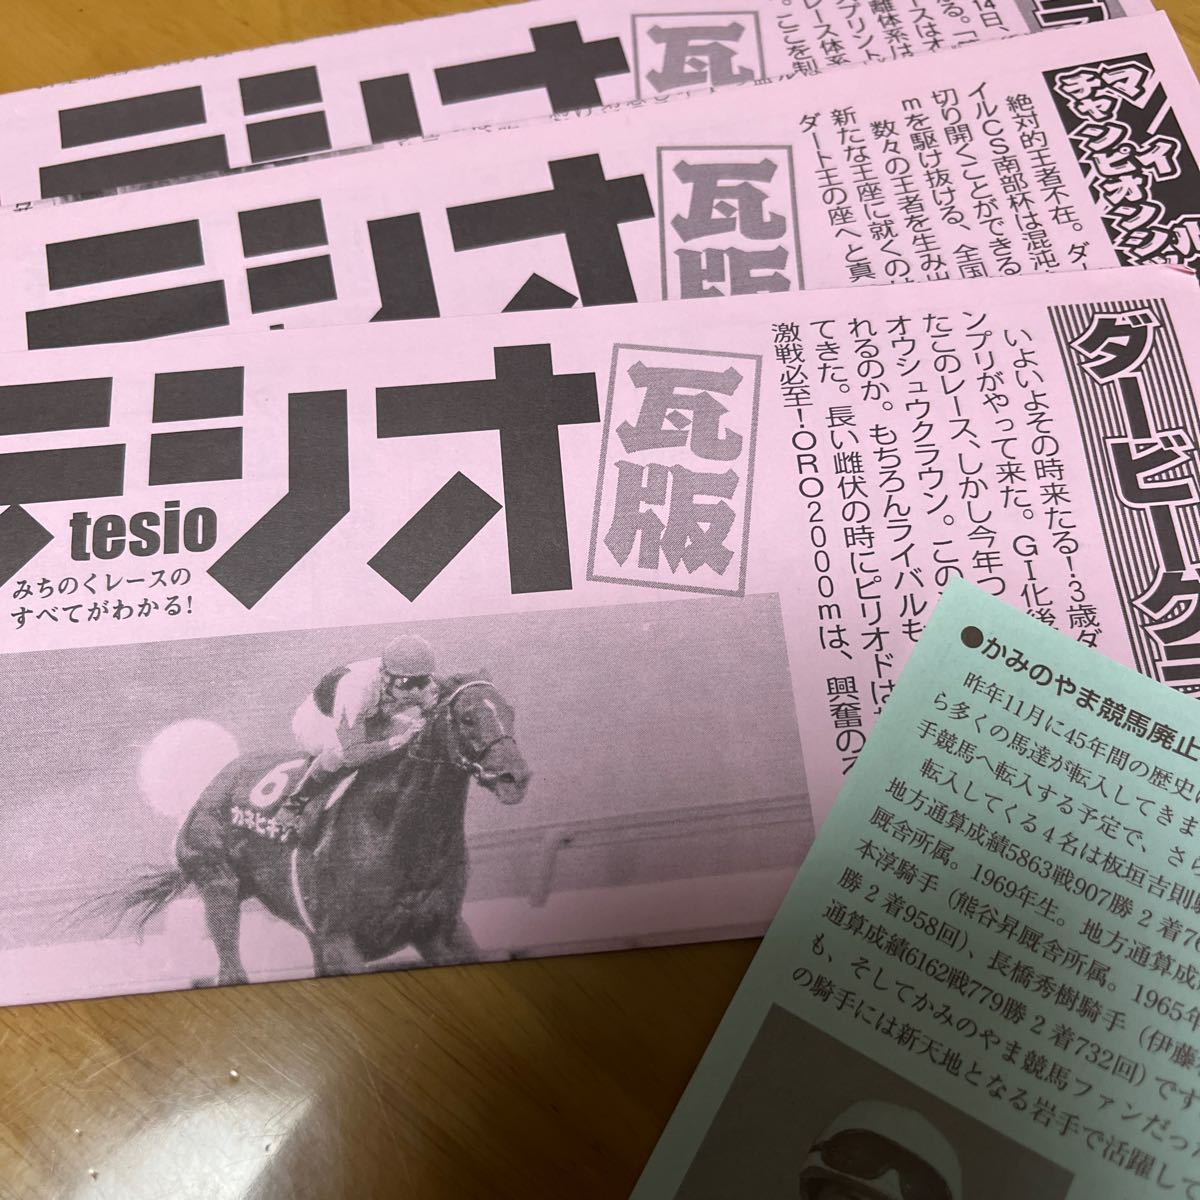 ニシオ
瓦
ニシオ
瓦版
絶対的王者不在。ダー
イルCS南部杯は混沌
切り開くことができる
mを駆け抜ける、全国
数々の王者を生み出
新たな王座に就くのは
ダート王の座へと真
テシオ
tesio
みちのくレースの
すべてがわかる!
瓦版
ダービーグラ
いよいよその時来たる!3歳ダ
ンプリがやって来た。GI化後
たこのレース、しかし今年つ
オウシュウクラウン。この
れるのか。もちろんライバルも
てきた。長い雌伏の時にピリオドは
激戦必至!ORO2000mは、興奮の
6
カネヒキリ
●かみのやま競馬廃止
昨年11月に45年間の歴史
ら多くの馬達が転入してきま
手競馬へ転入する予定で、さら
転入してくる4名は板垣吉則
地方通算成績5863戦907勝2着7
厩舎所属。1969年生。地方通算成
本淳騎手(熊谷昇厩舎所属。1965年
勝2着958回)、長橋秀樹騎手(伊藤
通算成績6162戦779勝2着732回)です
も、そしてかみのやま競馬ファンだっ
の騎手には新天地となる岩手で活躍して